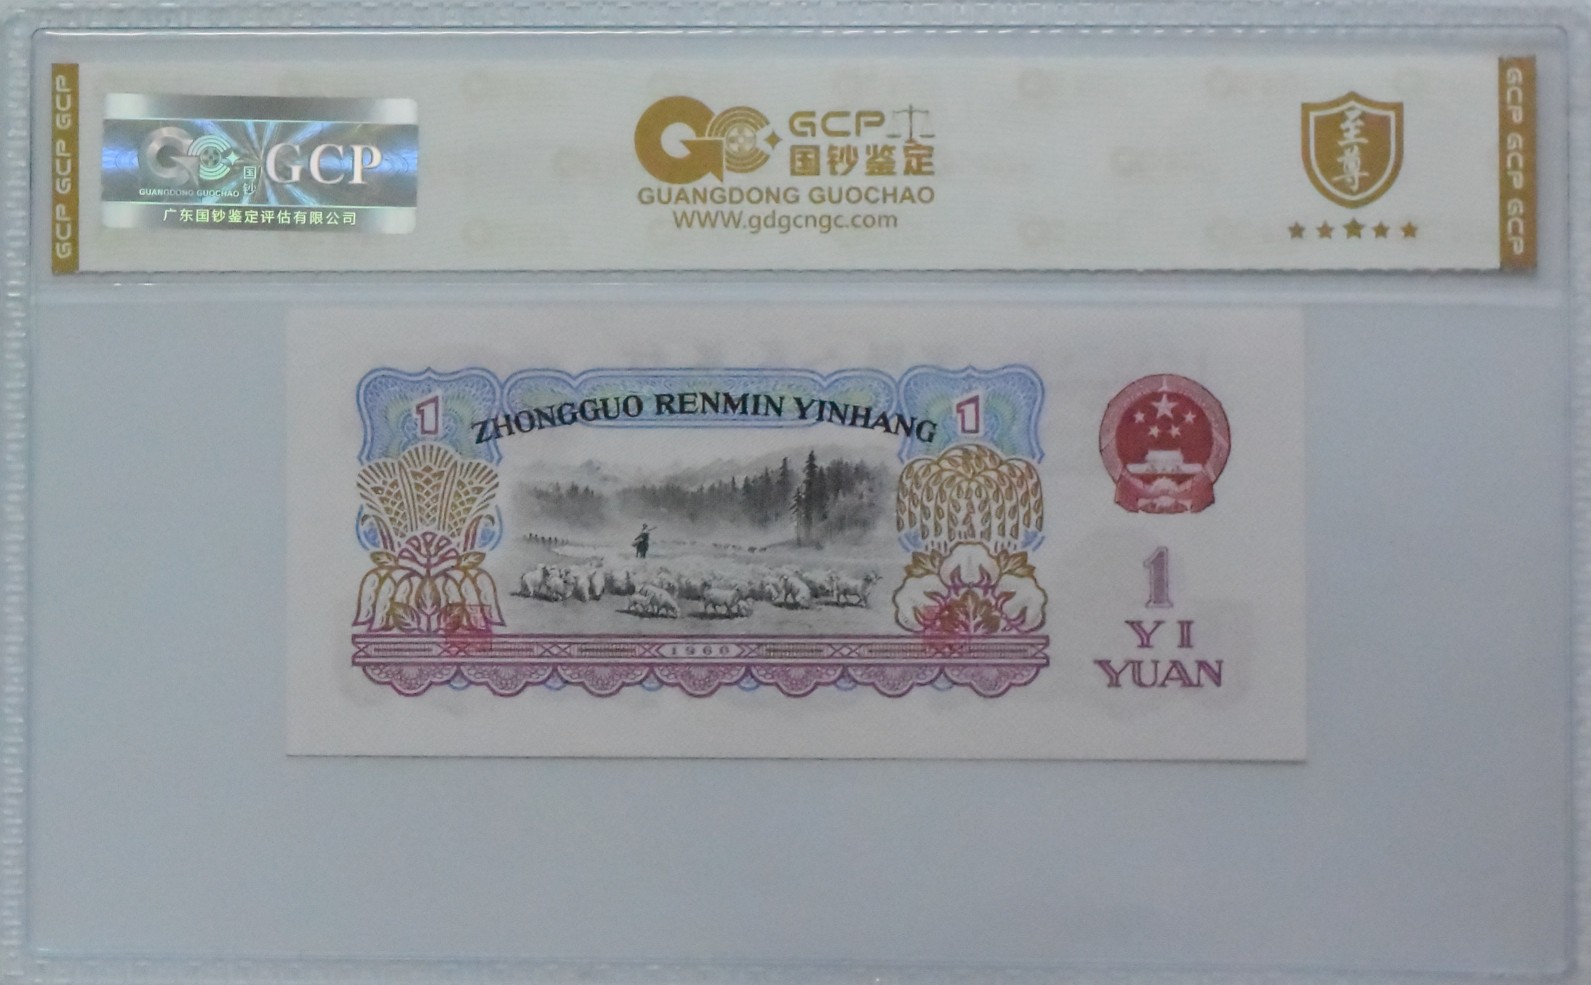 GCP GCP GCP
GUANGDONG GUOCHAO
国钞
GCP
广东国钞鉴定评估有限公司
GCP
国钞鉴定
GUANGDONG GUOCHAO
WWW.gdgcngc.com
至尊
GCP GCP GCP
1
ZHONGGUO RENMIN YINHANG
1
1960
1
YI
YUAN